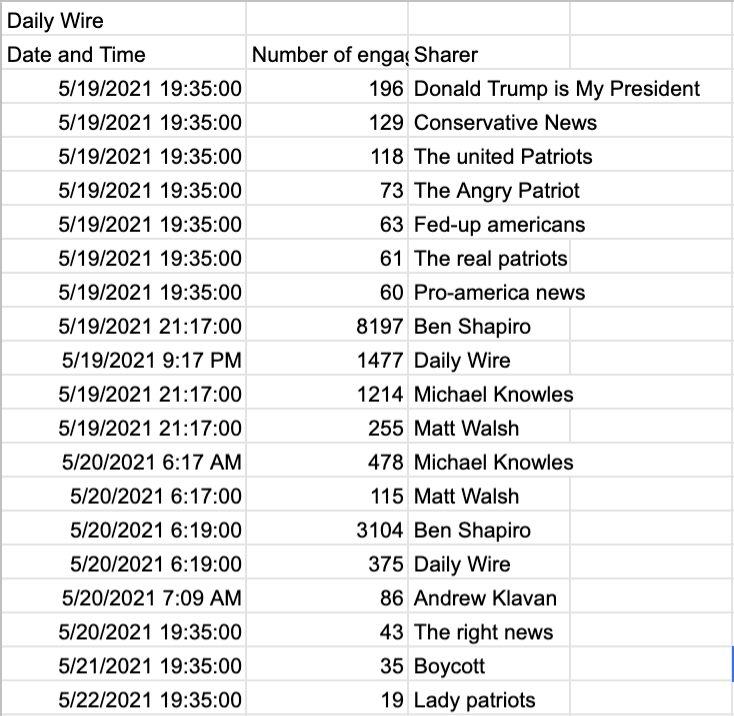 Daily Wire
Date and Time Number of engag Sharer
5/19/2021 19:35:00 196 Donald Trump is My President
5/19/2021 19:35:00 129 Conservative News
5/19/2021 19:35:00 118 The united Patriots
5/19/2021 19:35:00 73 The Angry Patriot
5/19/2021 19:35:00 63 Fed-up americans
5/19/2021 19:35:00 61 The real patriots
5/19/2021 19:35:00 60 Pro-america news
5/19/2021 21:17:00 8197 Ben Shapiro
5/19/2021 9:17 PM 1477 Daily Wire
5/19/2021 21:17:00 1214 Michael Knowles
5/19/2021 21:17:00 255 Matt Walsh
5/20/2021 6:17 AM 478 Michael Knowles
5/20/2021 6:17:00 115 Matt Walsh
5/20/2021 6:19:00 3104 Ben Shapiro
5/20/2021 6:19:00 375 Daily Wire
5/20/2021 7:09 AM 86 Andrew Klavan
5/20/2021 19:35:00 43 The right news
5/21/2021 19:35:00 35 Boycott
5/22/2021 19:35:00 19 Lady patriots